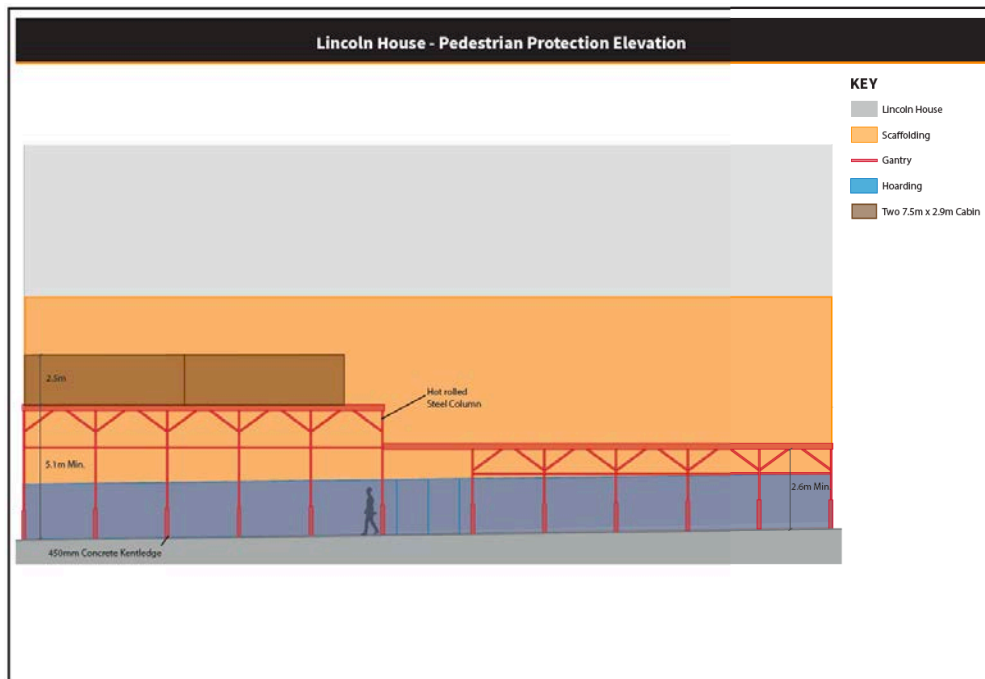 Lincoln House - Pedestrian Protection Elevation
KEY
Lincoln House
Scaffolding
Gantry
Hoarding
Two 7.5m x 2.9m Cabin
2.5m
Hot rolled
Steel Column
5.1m Min.
2.6m Min.
450mm Concrete Kentledge